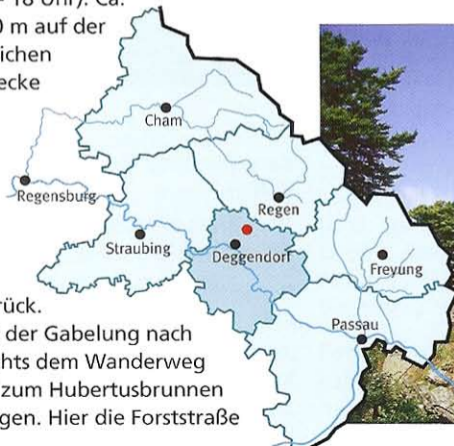 - 18 Uhr). Ca.
0 m auf der
ichen
ecke
Cham
Regensburg
Regen
Straubing
Deggendorf
Freyung
Passau
rück.
der Gabelung nach
hts dem Wanderweg
zum Hubertusbrunnen
gen. Hier die Forststraße